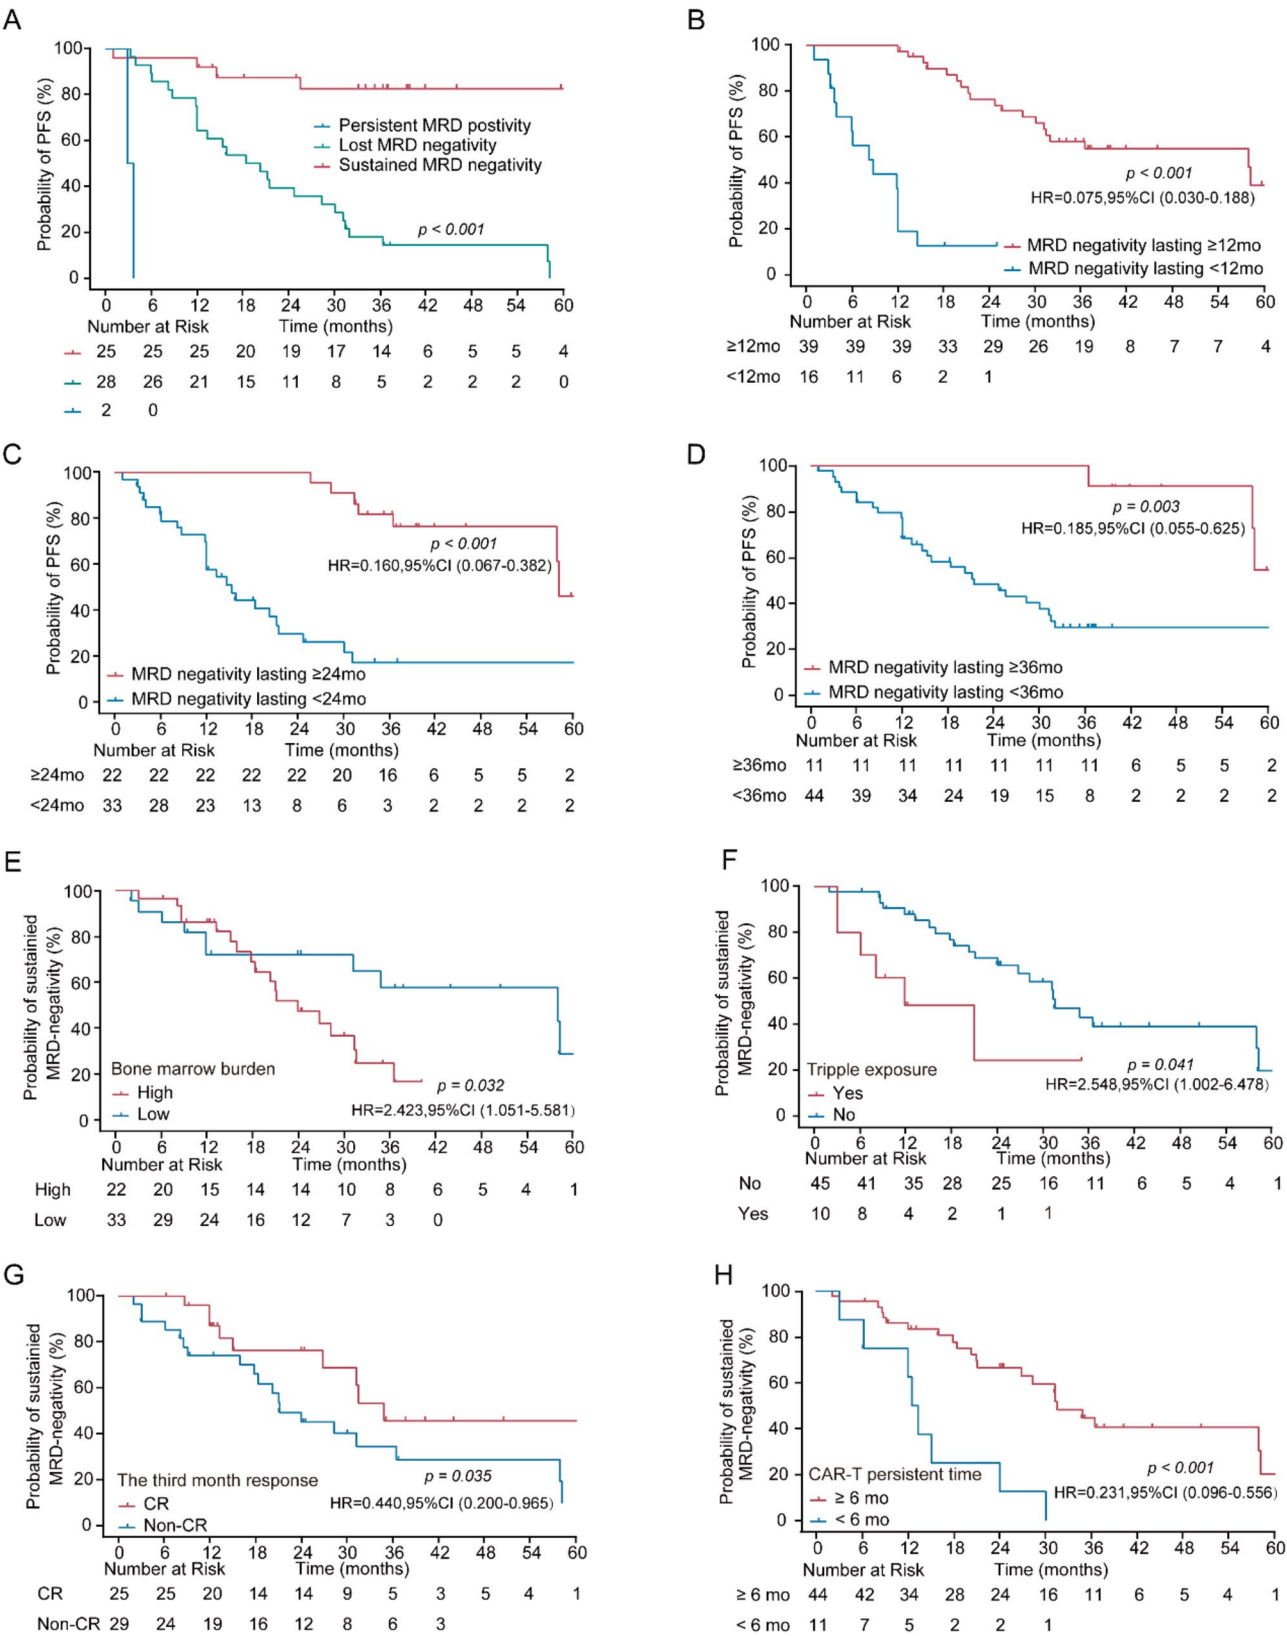 A
Probability of PFS (%)
100
80
60
40
20
0
Persistent MRD postivity
Lost MRD negativity
Sustained MRD negativity
p < 0.001
0 6 12 18 24 30 36 42 48 54 60
Number at Risk Time (months)
25 25 25 20 19 17 14 6 5 5 4
28 26 21 15 11 8 5 2 2 2 0
2 0
B
Probability of PFS (%)
100
80
60
40
20
0
p < 0.001
HR=0.075,95%CI (0.030-0.188)
MRD negativity lasting ≥12mo
MRD negativity lasting <12mo
0 6 12 18 24 30 36 42 48 54 60
Number at Risk Time (months)
≥12mo 39 39 39 33 29 26 19 8 7 7 4
<12mo 16 11 6 2 1
C
Probability of PFS (%)
100
80
60
40
20
0
p < 0.001
HR=0.160,95%CI (0.067-0.382)
MRD negativity lasting ≥24mo
MRD negativity lasting <24mo
0 6 12 18 24 30 36 42 48 54 60
Number at Risk Time (months)
≥24mo 22 22 22 22 22 20 16 6 5 5 2
<24mo 33 28 23 13 8 6 3 2 2 2 2
D
Probability of PFS (%)
100
80
60
40
20
0
p = 0.003
HR=0.185,95%CI (0.055-0.625)
MRD negativity lasting ≥36mo
MRD negativity lasting <36mo
0 6 12 18 24 30 36 42 48 54 60
Number at Risk Time (months)
≥36mo 11 11 11 11 11 11 11 6 5 5 2
<36mo 44 39 34 24 19 15 8 2 2 2 2
E
Probability of sustainied
MRD-negativity (%)
100
80
60
40
20
0
Bone marrow burden
High
Low
p = 0.032
HR=2.423,95%CI (1.051-5.581)
0 6 12 18 24 30 36 42 48 54 60
Number at Risk Time (months)
High 22 20 15 14 14 10 8 6 5 4 1
Low 33 29 24 16 12 7 3 0
F
Probability of sustainied
MRD-negativity (%)
100
80
60
40
20
0
Tripple exposure
Yes
No
p = 0.041
HR=2.548,95%CI (1.002-6.478)
0 6 12 18 24 30 36 42 48 54 60
Number at Risk Time (months)
No 45 41 35 28 25 16 11 6 5 4 1
Yes 10 8 4 2 1 1
G
Probability of sustainied
MRD-negativity (%)
100
80
60
40
20
0
The third month response
CR
Non-CR
p = 0.035
HR=0.440,95%CI (0.200-0.965)
0 6 12 18 24 30 36 42 48 54 60
Number at Risk Time (months)
CR 25 25 20 14 14 9 5 3 5 4 1
Non-CR 29 24 19 16 12 8 6 3
H
Probability of sustainied
MRD-negativity (%)
100
80
60
40
20
0
CAR-T persistent time
≥ 6 mo
< 6 mo
p < 0.001
HR=0.231,95%CI (0.096-0.556)
0 6 12 18 24 30 36 42 48 54 60
Number at Risk Time (months)
≥ 6 mo 44 42 34 28 24 16 11 6 5 4 1
< 6 mo 11 7 5 2 2 1